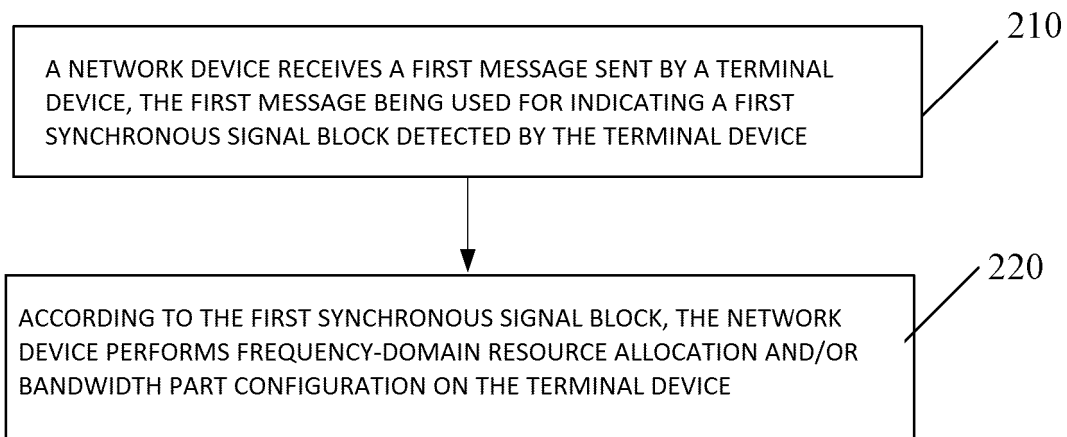 210
A NETWORK DEVICE RECEIVES A FIRST MESSAGE SENT BY A TERMINAL
DEVICE, THE FIRST MESSAGE BEING USED FOR INDICATING A FIRST
SYNCHRONOUS SIGNAL BLOCK DETECTED BY THE TERMINAL DEVICE
220
ACCORDING TO THE FIRST SYNCHRONOUS SIGNAL BLOCK, THE NETWORK
DEVICE PERFORMS FREQUENCY-DOMAIN RESOURCE ALLOCATION AND/OR
BANDWIDTH PART CONFIGURATION ON THE TERMINAL DEVICE